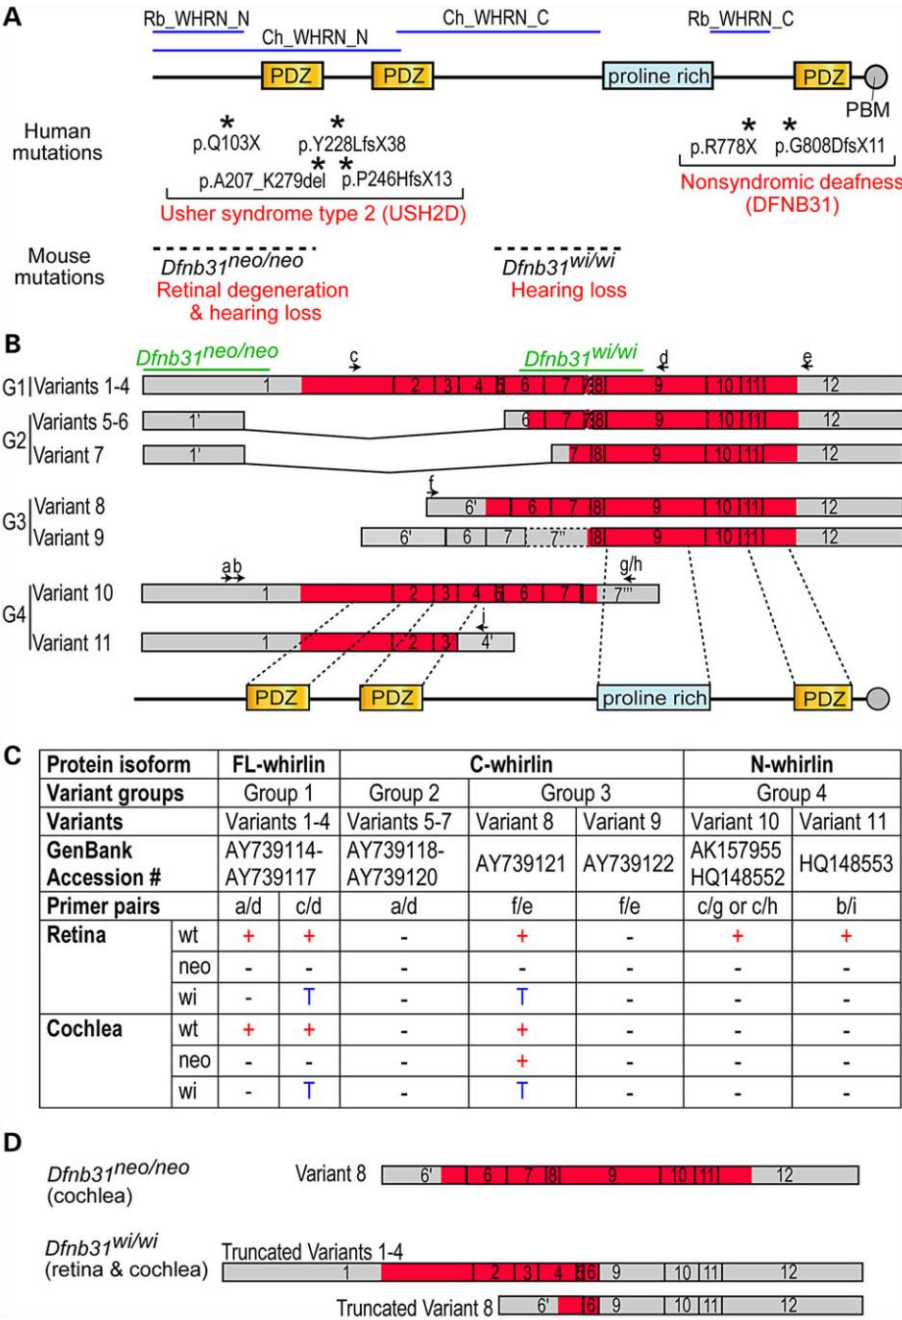 A
Rb_WHRN_N
Ch_WHRN_C
Rb_WHRN_C
Ch_WHRN_N
PDZ PDZ proline rich PDZ
PBM
Human mutations
* * * *
p.Q103X p.Y228LfsX38 p.R778X p.G808DfsX11
* *
p.A207_K279del p.P246HfsX13
Usher syndrome type 2 (USH2D)
Nonsyndromic deafness (DFNB31)
Mouse mutations
Dfnb31neo/neo
Retinal degeneration & hearing loss
Dfnb31wi/wi
Hearing loss
B
Dfnb31neo/neo c Dfnb31wi/wi d e
G1 Variants 1-4 1 2 3 4 5 6 7 7' 8 9 10 11 12
G2
Variants 5-6 1' 6 7 7' 8 9 10 11 12
Variant 7 1' 7 8 9 10 11 12
f
G3
Variant 8 6' 6 7 8 9 10 11 12
Variant 9 6' 6 7 7'' 8 9 10 11 12
a b g/h
G4
Variant 10 1 2 3 4 5 6 7 7'''
i
Variant 11 1 2 3 4'
PDZ PDZ proline rich PDZ
C
Protein isoform FL-whirlin C-whirlin N-whirlin
Variant groups Group 1 Group 2 Group 3 Group 4
Variants Variants 1-4 Variants 5-7 Variant 8 Variant 9 Variant 10 Variant 11
GenBank Accession # AY739114-AY739117 AY739118-AY739120 AY739121 AY739122 AK157955 HQ148552 HQ148553
Primer pairs a/d c/d a/d f/e f/e c/g or c/h b/i
Retina wt + + - + - + +
neo - - - - - - -
wi - T - T - - -
Cochlea wt + + - + - - -
neo - - - + - - -
wi - T - T - - -
D
Dfnb31neo/neo (cochlea)
Variant 8 6' 6 7 8 9 10 11 12
Dfnb31wi/wi (retina & cochlea)
Truncated Variants 1-4
1 2 3 4 5 6 9 10 11 12
Truncated Variant 8 6' 6 9 10 11 12